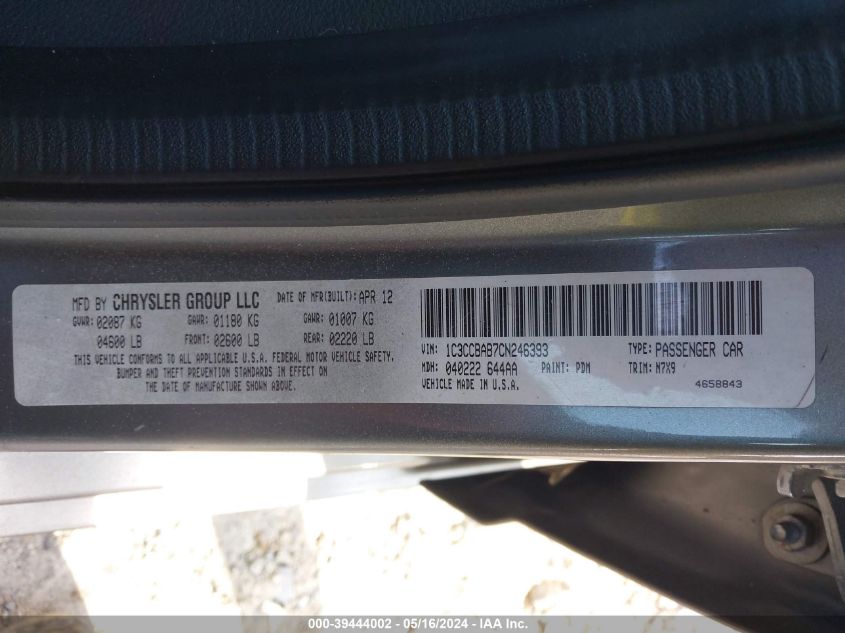 MFD BY CHRYSLER GROUP LLC DATE OF MFR(BUILT): APR 12
GVWR: 02087 KG GAWR: 01180 KG GAWR: 01007 KG
04600 LB FRONT: 02600 LB REAR: 02220 LB
THIS VEHICLE CONFORMS TO ALL APPLICABLE U.S.A. FEDERAL MOTOR VEHICLE SAFETY,
BUMPER AND THEFT PREVENTION STANDARDS IN EFFECT ON
THE DATE OF MANUFACTURE SHOWN ABOVE.
VIN: 1C3CCBAB7CN246393 TYPE: PASSENGER CAR
MDH: 040222 644AA PAINT: PDM TRIM: N7X9
VEHICLE MADE IN U.S.A. 4658843
000-39444002 - 05/16/2024 - IAA Inc.